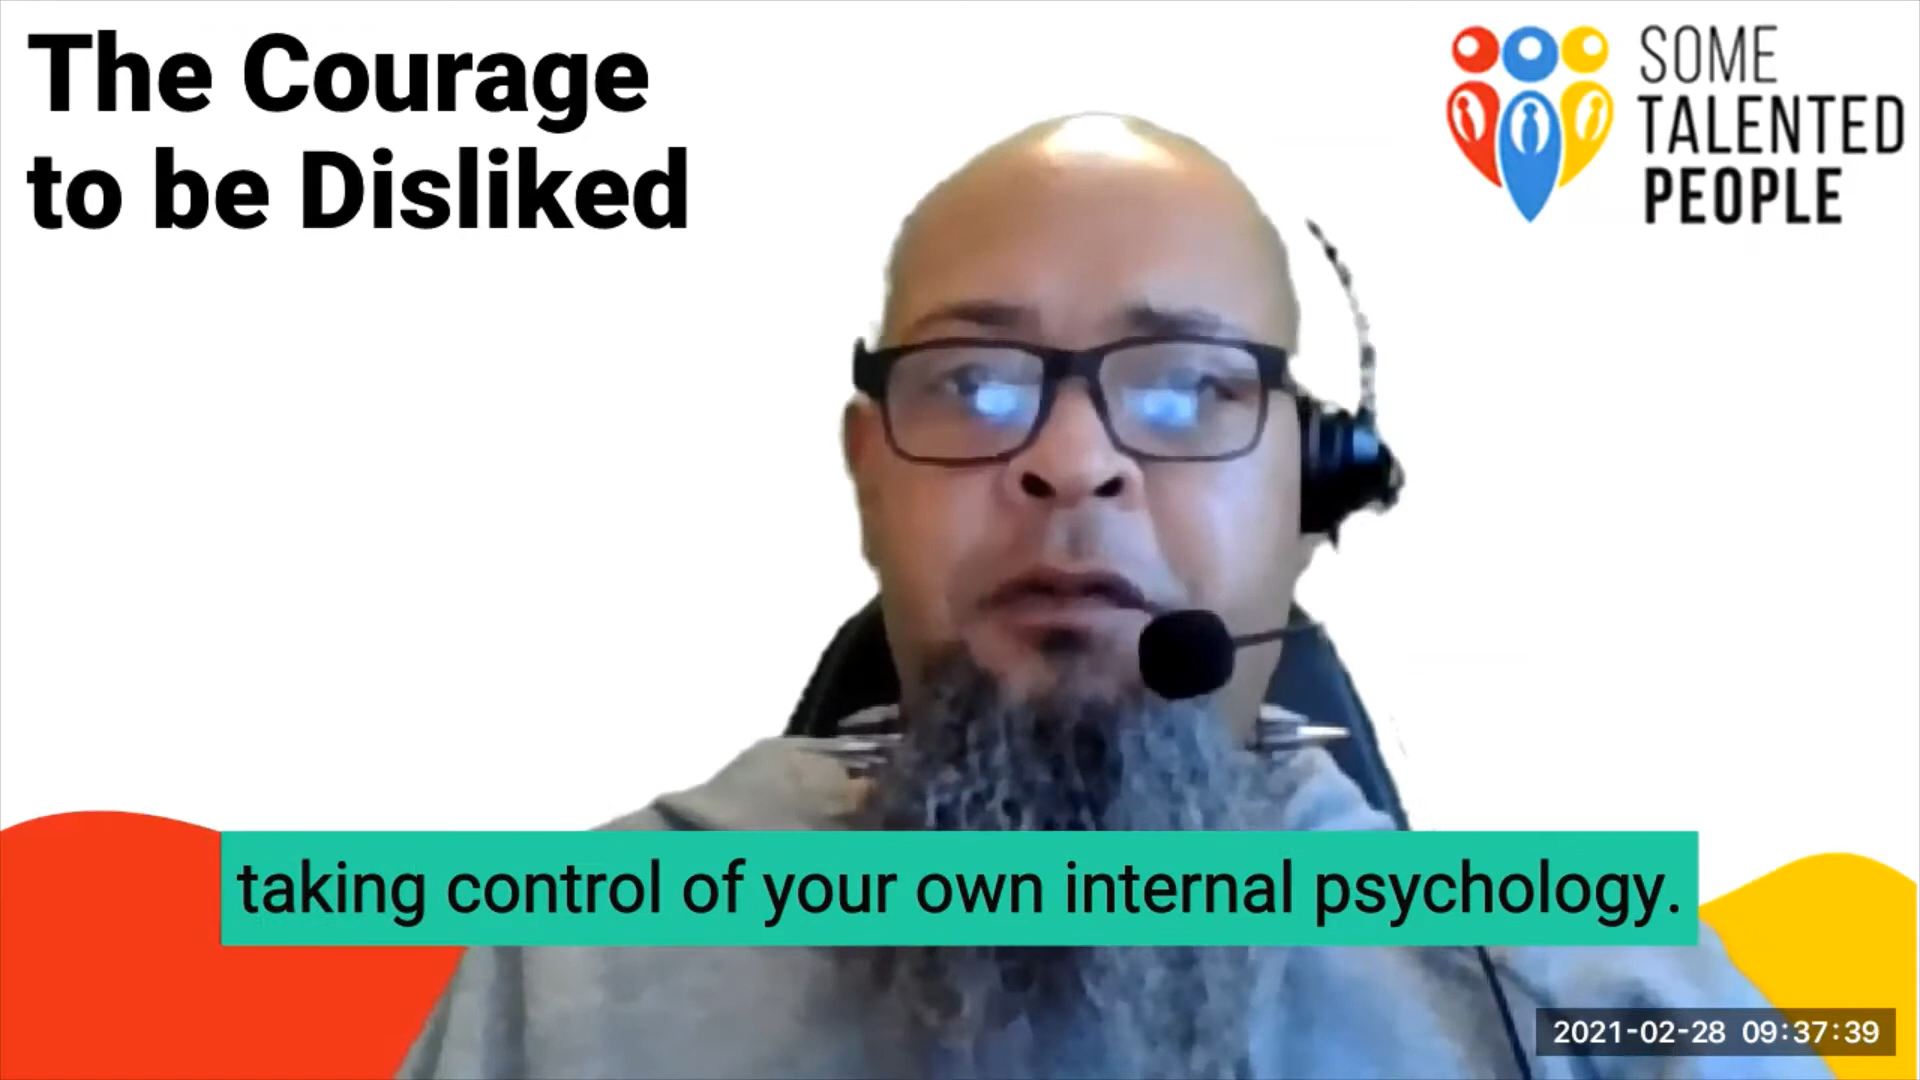 The Courage
to be Disliked
SOME
TALENTED
PEOPLE
taking control of your own internal psychology.
2021-02-28 09:37:39